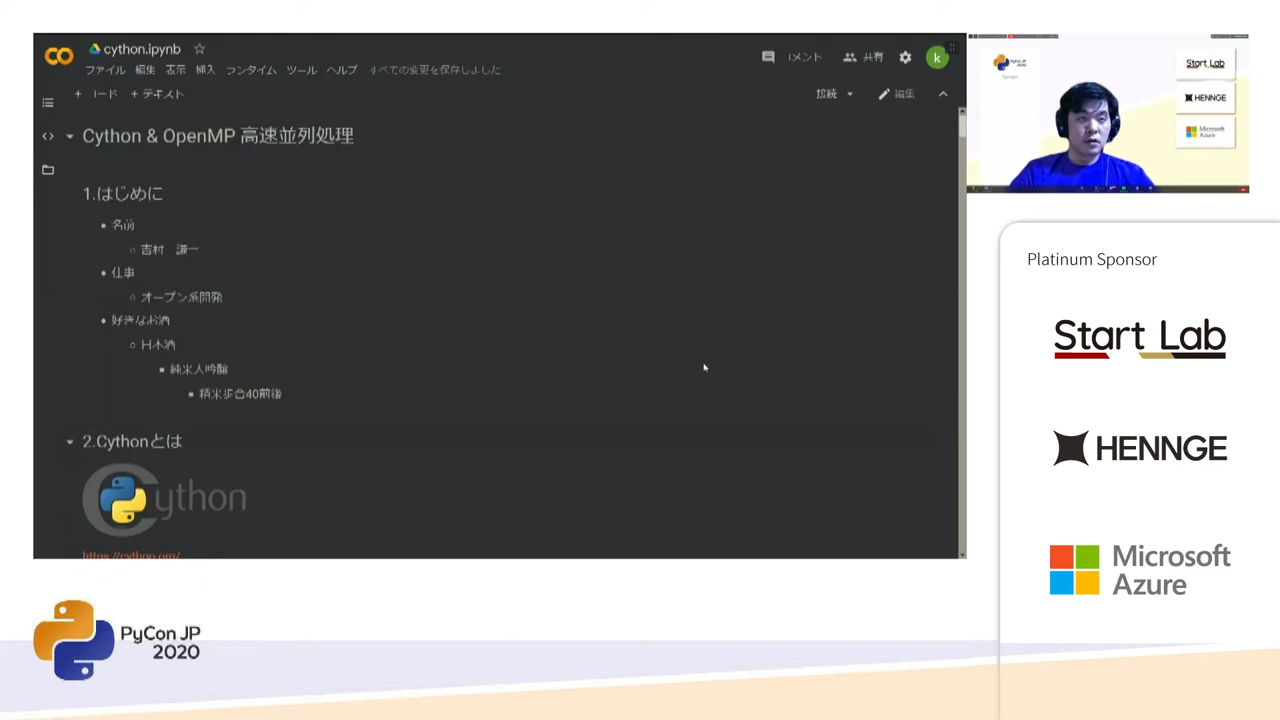 cython.ipynb
ファイル 編集 表示 挿入 ランタイム ツール ヘルプ すべての変更を保存しました
コメント 共有 k
+ コード + テキスト
接続 編集
Cython & OpenMP 高速並列処理
1.はじめに
名前
吉村 謙一
仕事
オープン系開発
好きなお酒
日本酒
純米大吟醸
精米歩合40前後
2.Cythonとは
Cython
https://cython.org/
PyCon JP
2020
Start Lab
HENNGE
Microsoft
Azure
Platinum Sponsor
Start Lab
HENNGE
Microsoft
Azure
PyCon JP
2020